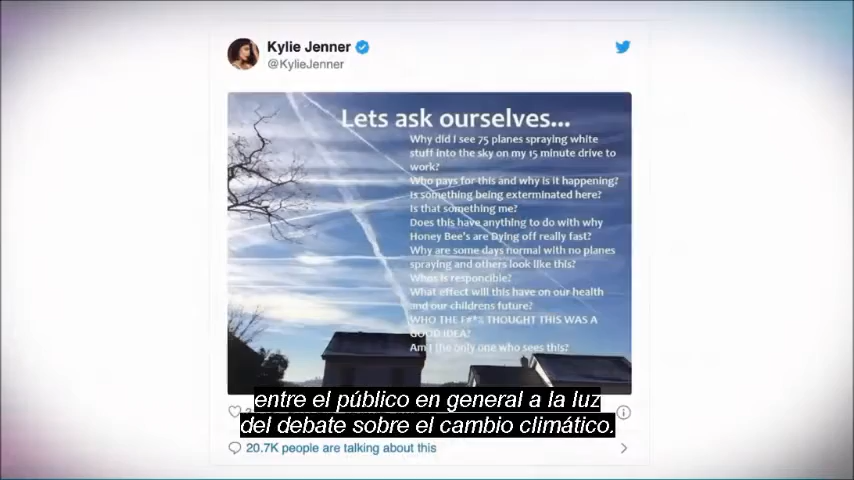 Kylie Jenner
@KylieJenner
Lets ask ourselves...
Why did I see 75 planes spraying white
stuff into the sky on my 15 minute drive to
work?
Who pays for this and why is it happening?
Is something being exterminated here?
Is that something me?
Does this have anything to do with why
Honey Bee's are Dying off really fast?
Why are some days normal with no planes
spraying and others look like this?
Whos is responcible?
What effect will this have on our health
and our childrens future?
WHO THE F#*% THOUGHT THIS WAS A
GOOD IDEA?
Am I the only one who sees this?
entre el público en general a la luz
del debate sobre el cambio climático.
20.7K people are talking about this